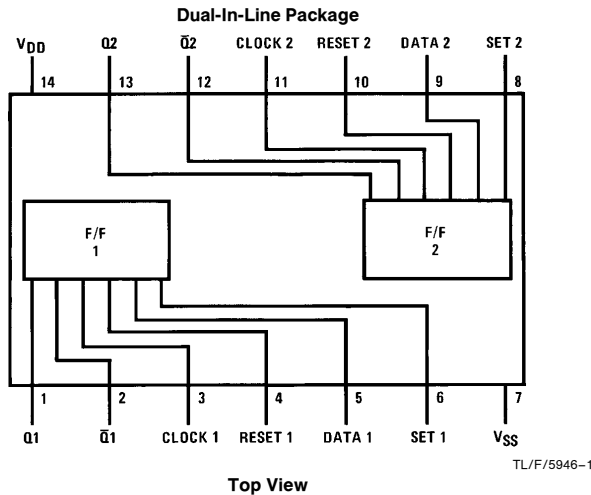 Dual-In-Line Package
VDD Q2 Q̅2 CLOCK 2 RESET 2 DATA 2 SET 2
14 13 12 11 10 9 8
F/F
1
F/F
2
1 2 3 4 5 6 7
Q1 Q̅1 CLOCK 1 RESET 1 DATA 1 SET 1 VSS
TL/F/5946–1
Top View